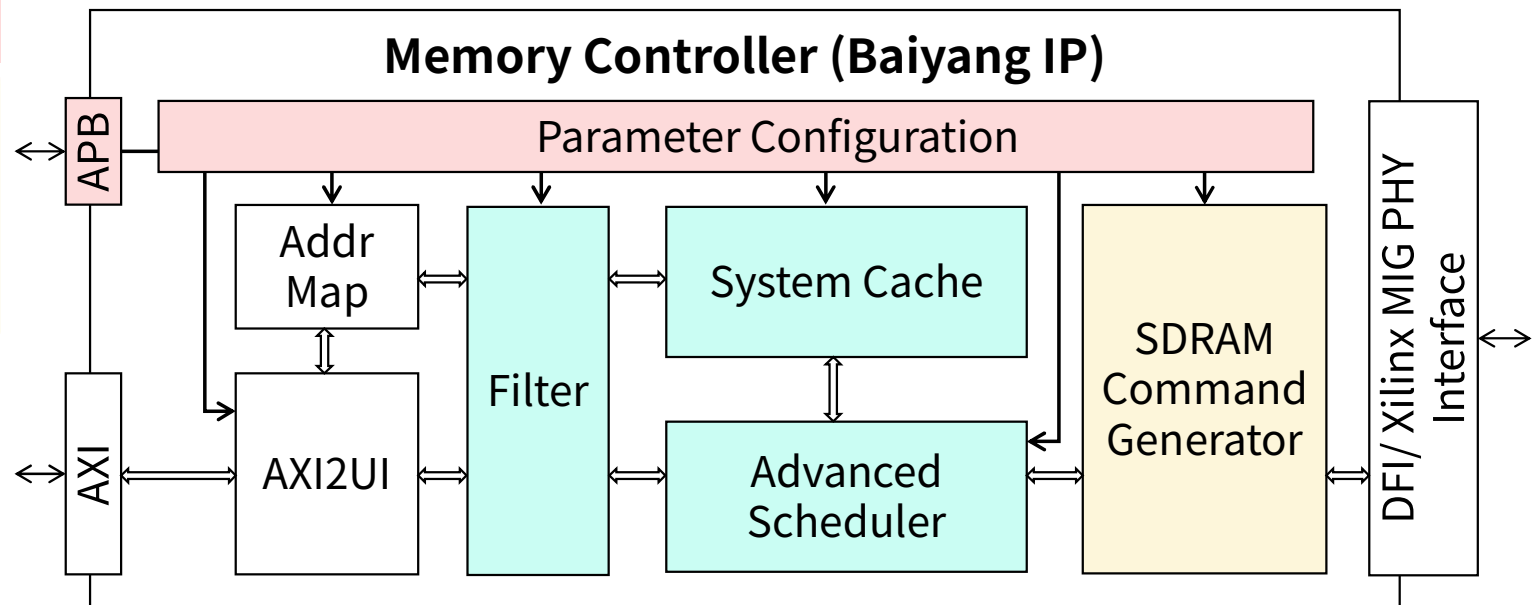 Memory Controller (Baiyang IP)
APB
Parameter Configuration
Addr
Map
Filter
System Cache
SDRAM
Command
Generator
DFI/ Xilinx MIG PHY
Interface
AXI
AXI2UI
Advanced
Scheduler